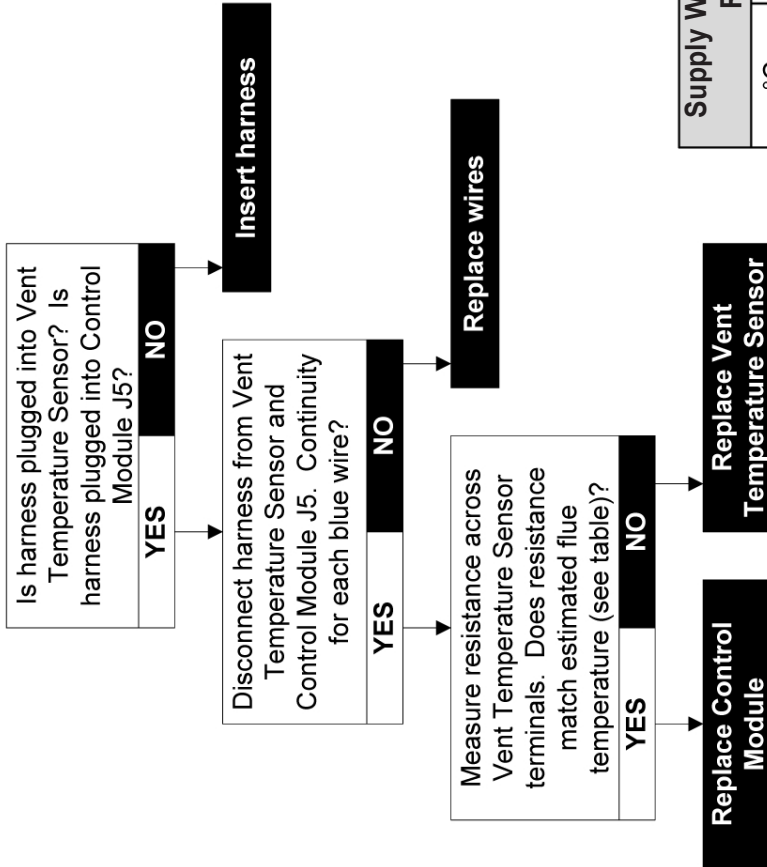 Is harness plugged into Vent
Temperature Sensor? Is
harness plugged into Control
Module J5?
YES
NO
Insert harness
Disconnect harness from Vent
Temperature Sensor and
Control Module J5. Continuity
for each blue wire?
YES
NO
Replace wires
Measure resistance across
Vent Temperature Sensor
terminals. Does resistance
match estimated flue
temperature (see table)?
YES
NO
Replace Control
Module
Replace Vent
Temperature Sensor
Supply